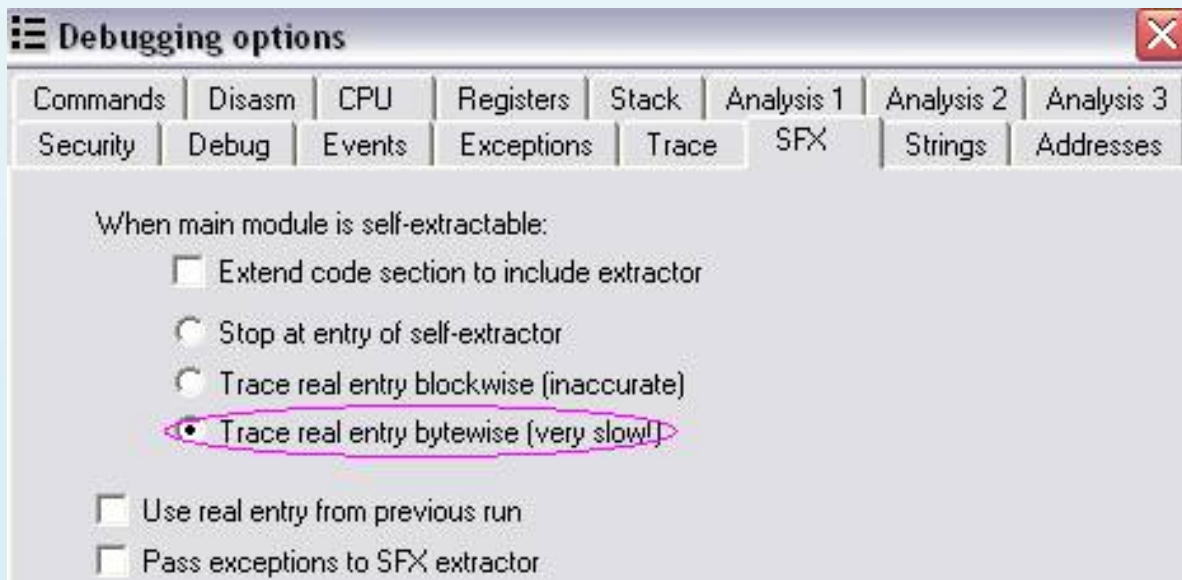 Debugging options
Commands Disasm CPU Registers Stack Analysis 1 Analysis 2 Analysis 3
Security Debug Events Exceptions Trace SFX Strings Addresses
When main module is self-extractable:
Extend code section to include extractor
Stop at entry of self-extractor
Trace real entry blockwise (inaccurate)
Trace real entry bytewise (very slow!)
Use real entry from previous run
Pass exceptions to SFX extractor